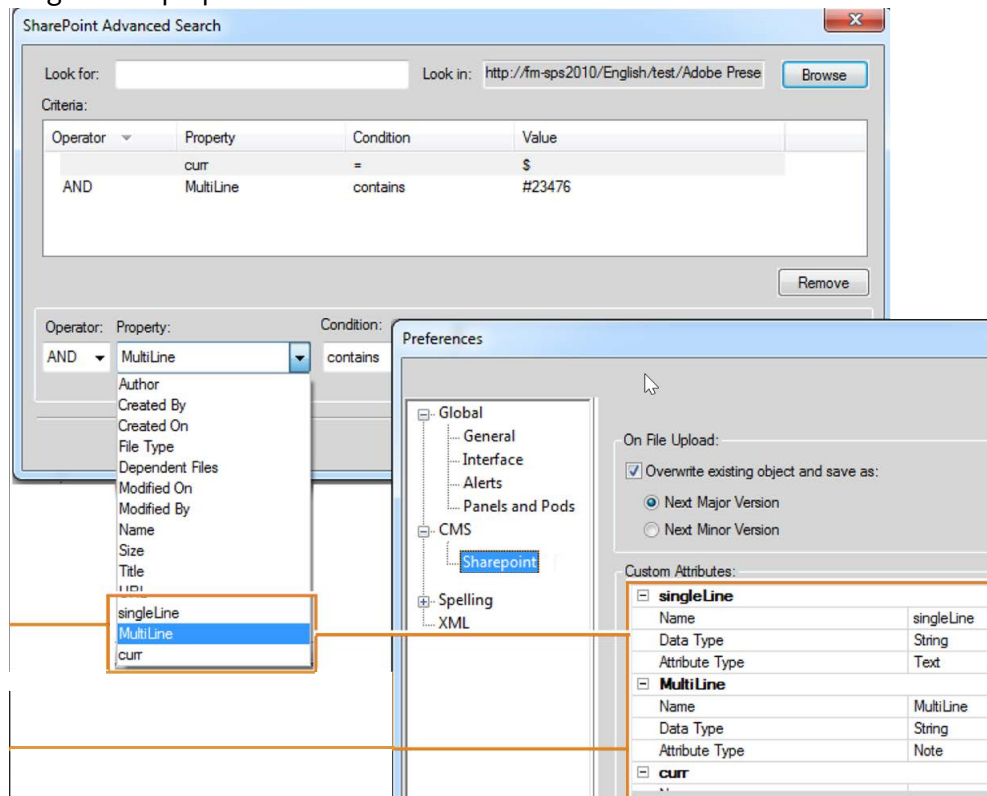 SharePoint Advanced Search
Look for: Look in: http://fm-sps2010/English/test/Adobe Prese Browse
Criteria:
Operator Property Condition Value
curr = $
AND MultiLine contains #23476
Remove
Operator: Property: Condition:
AND MultiLine contains
Author
Created By
Created On
File Type
Dependent Files
Modified On
Modified By
Name
Size
Title
URL
singleLine
MultiLine
curr
Preferences
Global
General
Interface
Alerts
Panels and Pods
CMS
Sharepoint
Spelling
XML
On File Upload:
Overwrite existing object and save as:
Next Major Version
Next Minor Version
Custom Attributes:
singleLine
Name singleLine
Data Type String
Attribute Type Text
MultiLine
Name MultiLine
Data Type String
Attribute Type Note
curr